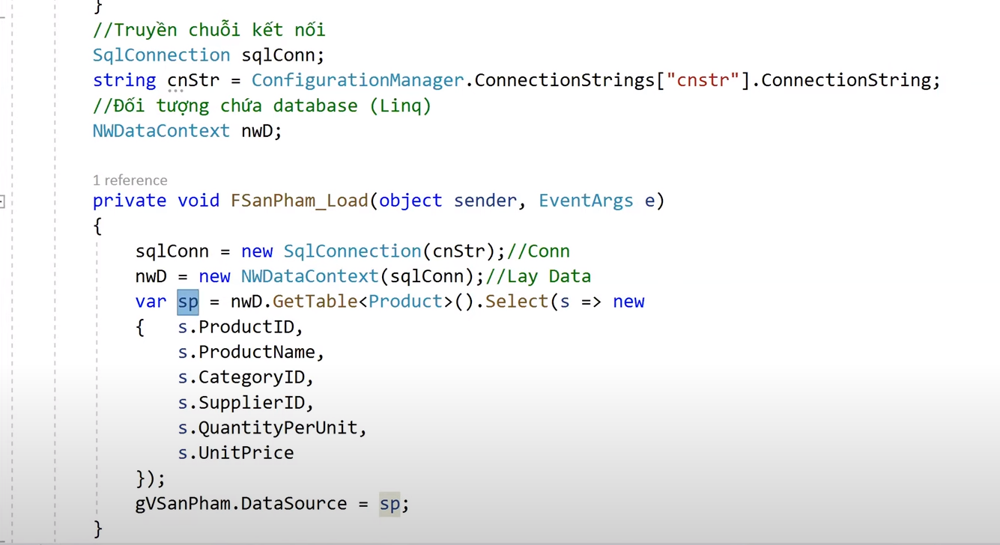 }
//Truyền chuỗi kết nối
SqlConnection sqlConn;
string cnStr = ConfigurationManager.ConnectionStrings["cnstr"].ConnectionString;
//Đối tượng chứa database (Linq)
NWDataContext nwD;
1 reference
private void FSanPham_Load(object sender, EventArgs e)
{
sqlConn = new SqlConnection(cnStr);//Conn
nwD = new NWDataContext(sqlConn);//Lay Data
var sp = nwD.GetTable<Product>().Select(s => new
{ s.ProductID,
s.ProductName,
s.CategoryID,
s.SupplierID,
s.QuantityPerUnit,
s.UnitPrice
});
gVSanPham.DataSource = sp;
}